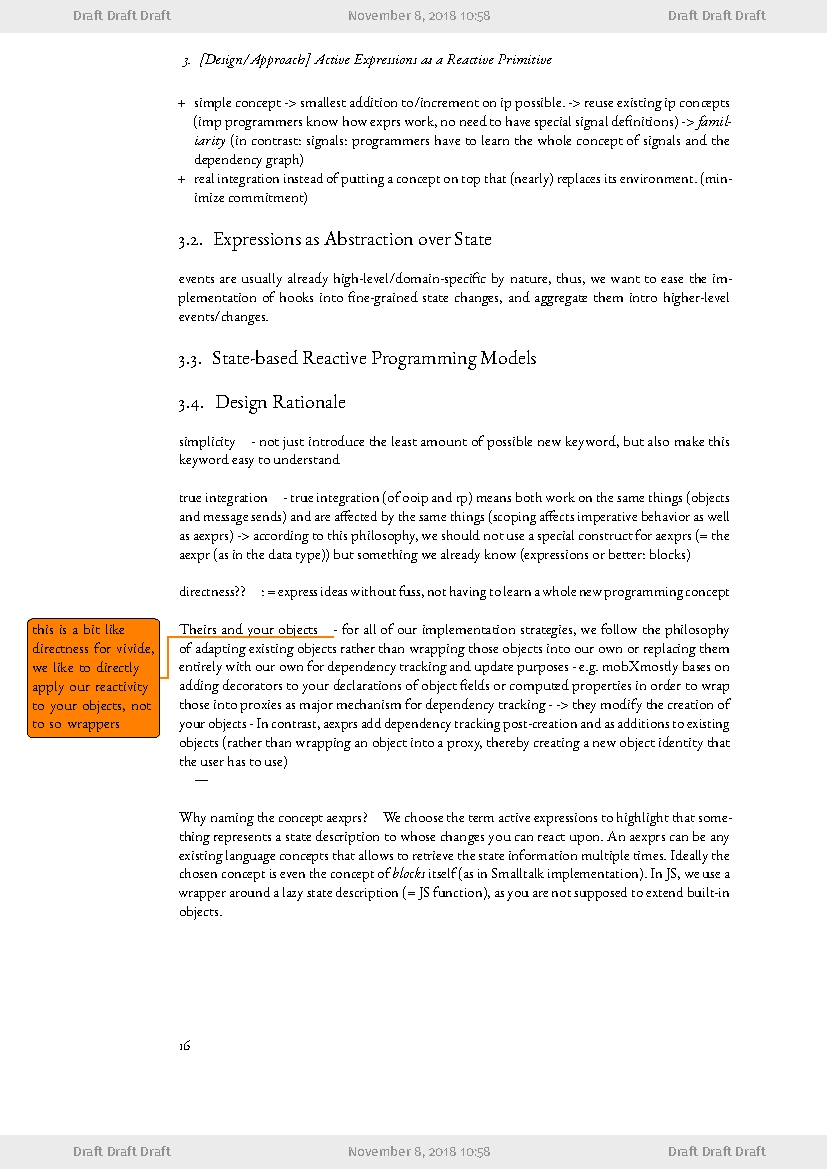 Draft Draft Draft November 8, 2018 10:58 Draft Draft Draft
3. [Design/Approach] Active Expressions as a Reactive Primitive
+ simple concept -> smallest addition to/increment on ip possible. -> reuse existing ip concepts
(imp programmers know how exprs work, no need to have special signal definitions) -> famil-
iarity (in contrast: signals: programmers have to learn the whole concept of signals and the
dependency graph)
+ real integration instead of putting a concept on top that (nearly) replaces its environment. (min-
imize commitment)
3.2. Expressions as Abstraction over State
events are usually already high-level/domain-specific by nature, thus, we want to ease the im-
plementation of hooks into fine-grained state changes, and aggregate them intro higher-level
events/changes.
3.3. State-based Reactive Programming Models
3.4. Design Rationale
simplicity - not just introduce the least amount of possible new keyword, but also make this
keyword easy to understand
true integration - true integration (of ooip and rp) means both work on the same things (objects
and message sends) and are affected by the same things (scoping affects imperative behavior as well
as aexprs) -> according to this philosophy, we should not use a special construct for aexprs (= the
aexpr (as in the data type)) but something we already know (expressions or better: blocks)
directness?? : = express ideas without fuss, not having to learn a whole new programming concept
this is a bit like
directness for vivide,
we like to directly
apply our reactivity
to your objects, not
to so wrappers
Theirs and your objects - for all of our implementation strategies, we follow the philosophy
of adapting existing objects rather than wrapping those objects into our own or replacing them
entirely with our own for dependency tracking and update purposes - e.g. mobX mostly bases on
adding decorators to your declarations of object fields or computed properties in order to wrap
those into proxies as major mechanism for dependency tracking - -> they modify the creation of
your objects - In contrast, aexprs add dependency tracking post-creation and as additions to existing
objects (rather than wrapping an object into a proxy, thereby creating a new object identity that
the user has to use)
—
Why naming the concept aexprs? We choose the term active expressions to highlight that some-
thing represents a state description to whose changes you can react upon. An aexprs can be any
existing language concepts that allows to retrieve the state information multiple times. Ideally the
chosen concept is even the concept of blocks itself (as in Smalltalk implementation). In JS, we use a
wrapper around a lazy state description (= JS function), as you are not supposed to extend built-in
objects.
16
Draft Draft Draft November 8, 2018 10:58 Draft Draft Draft